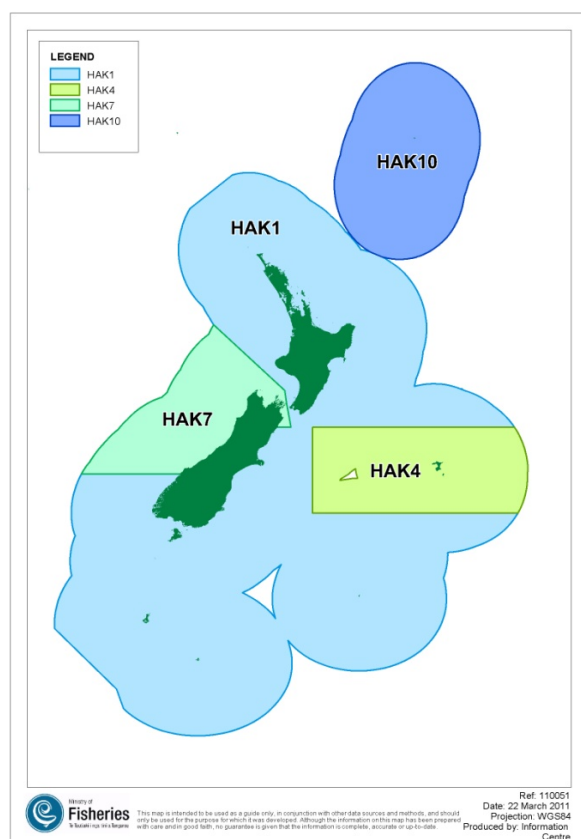 LEGEND
HAK1
HAK4
HAK7
HAK10
HAK10
HAK1
HAK7
HAK4
Ministry of
Fisheries
This map is intended to be used as a guide only, in conjunction with other data sources and methods, and should
only be used for the purpose for which it was developed. Although the information on this map has been prepared
with care and in good faith, no guarantee is given that the information is complete, accurate or up-to-date.
Ref: 110051
Date: 22 March 2011
Projection: WGS84
Produced by: Information
Centre